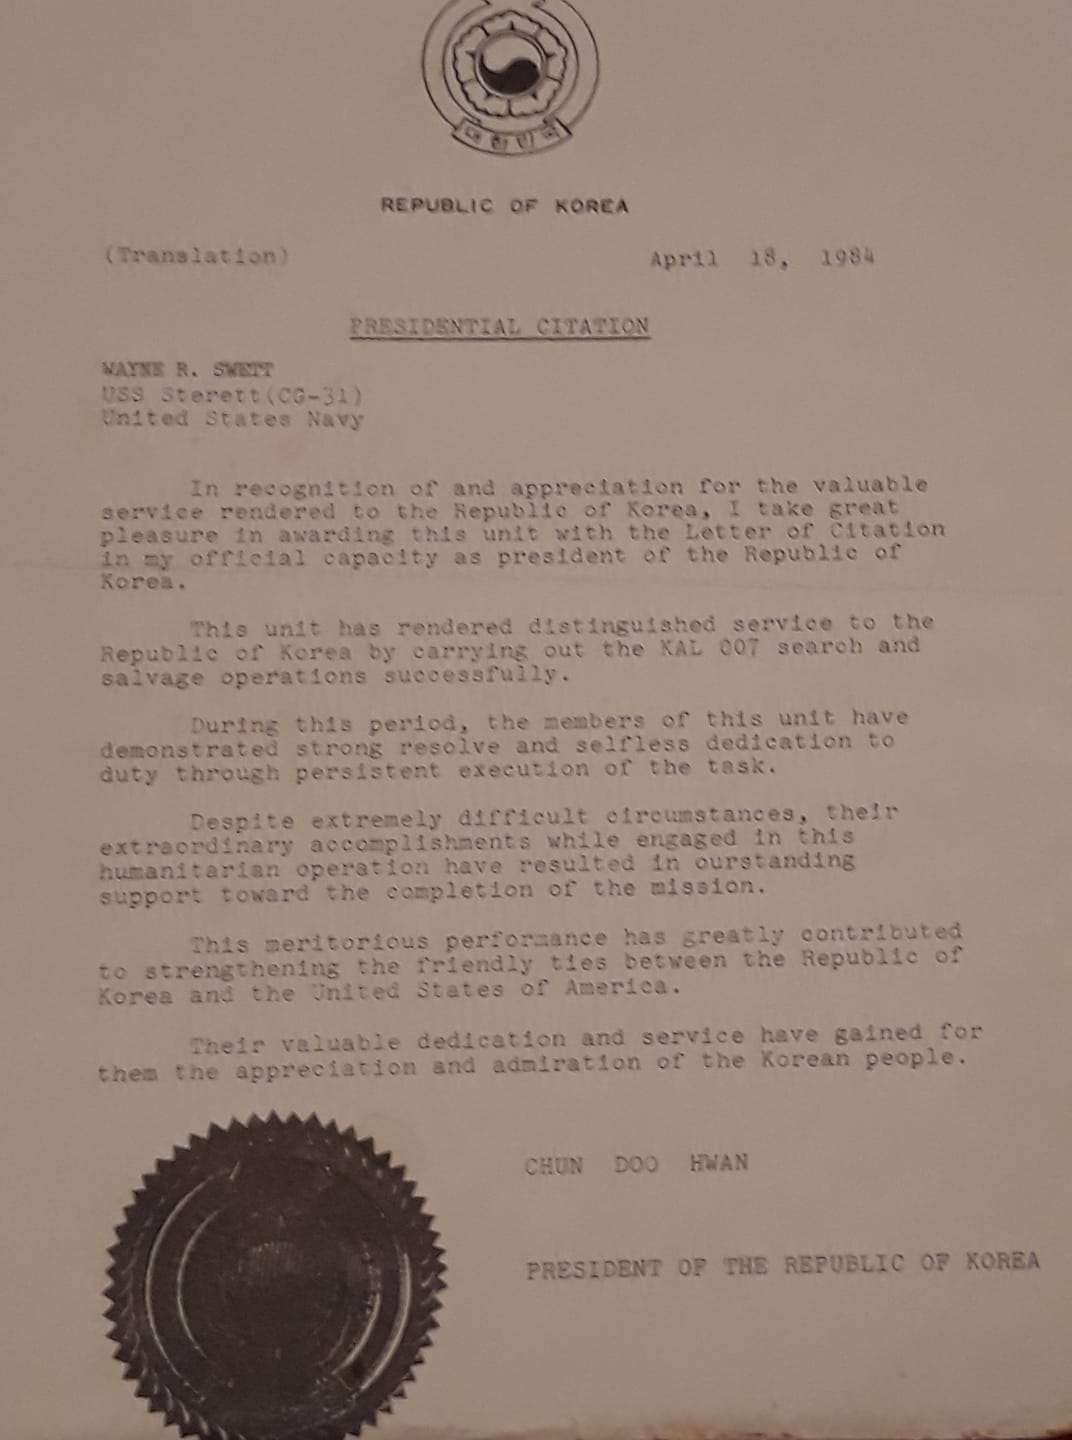 대한민국
REPUBLIC OF KOREA
(Translation) April 18, 1984
PRESIDENTIAL CITATION
WAYNE R. SWETT
USS Sterett(CG-31)
United States Navy
In recognition of and appreciation for the valuable
service rendered to the Republic of Korea, I take great
pleasure in awarding this unit with the Letter of Citation
in my official capacity as president of the Republic of
Korea.
This unit has rendered distinguished service to the
Republic of Korea by carrying out the KAL 007 search and
salvage operations successfully.
During this period, the members of this unit have
demonstrated strong resolve and selfless dedication to
duty through persistent execution of the task.
Despite extremely difficult circumstances, their
extraordinary accomplishments while engaged in this
humanitarian operation have resulted in ourstanding
support toward the completion of the mission.
This meritorious performance has greatly contributed
to strengthening the friendly ties between the Republic of
Korea and the United States of America.
Their valuable dedication and service have gained for
them the appreciation and admiration of the Korean people.
CHUN DOO HWAN
PRESIDENT OF THE REPUBLIC OF KOREA